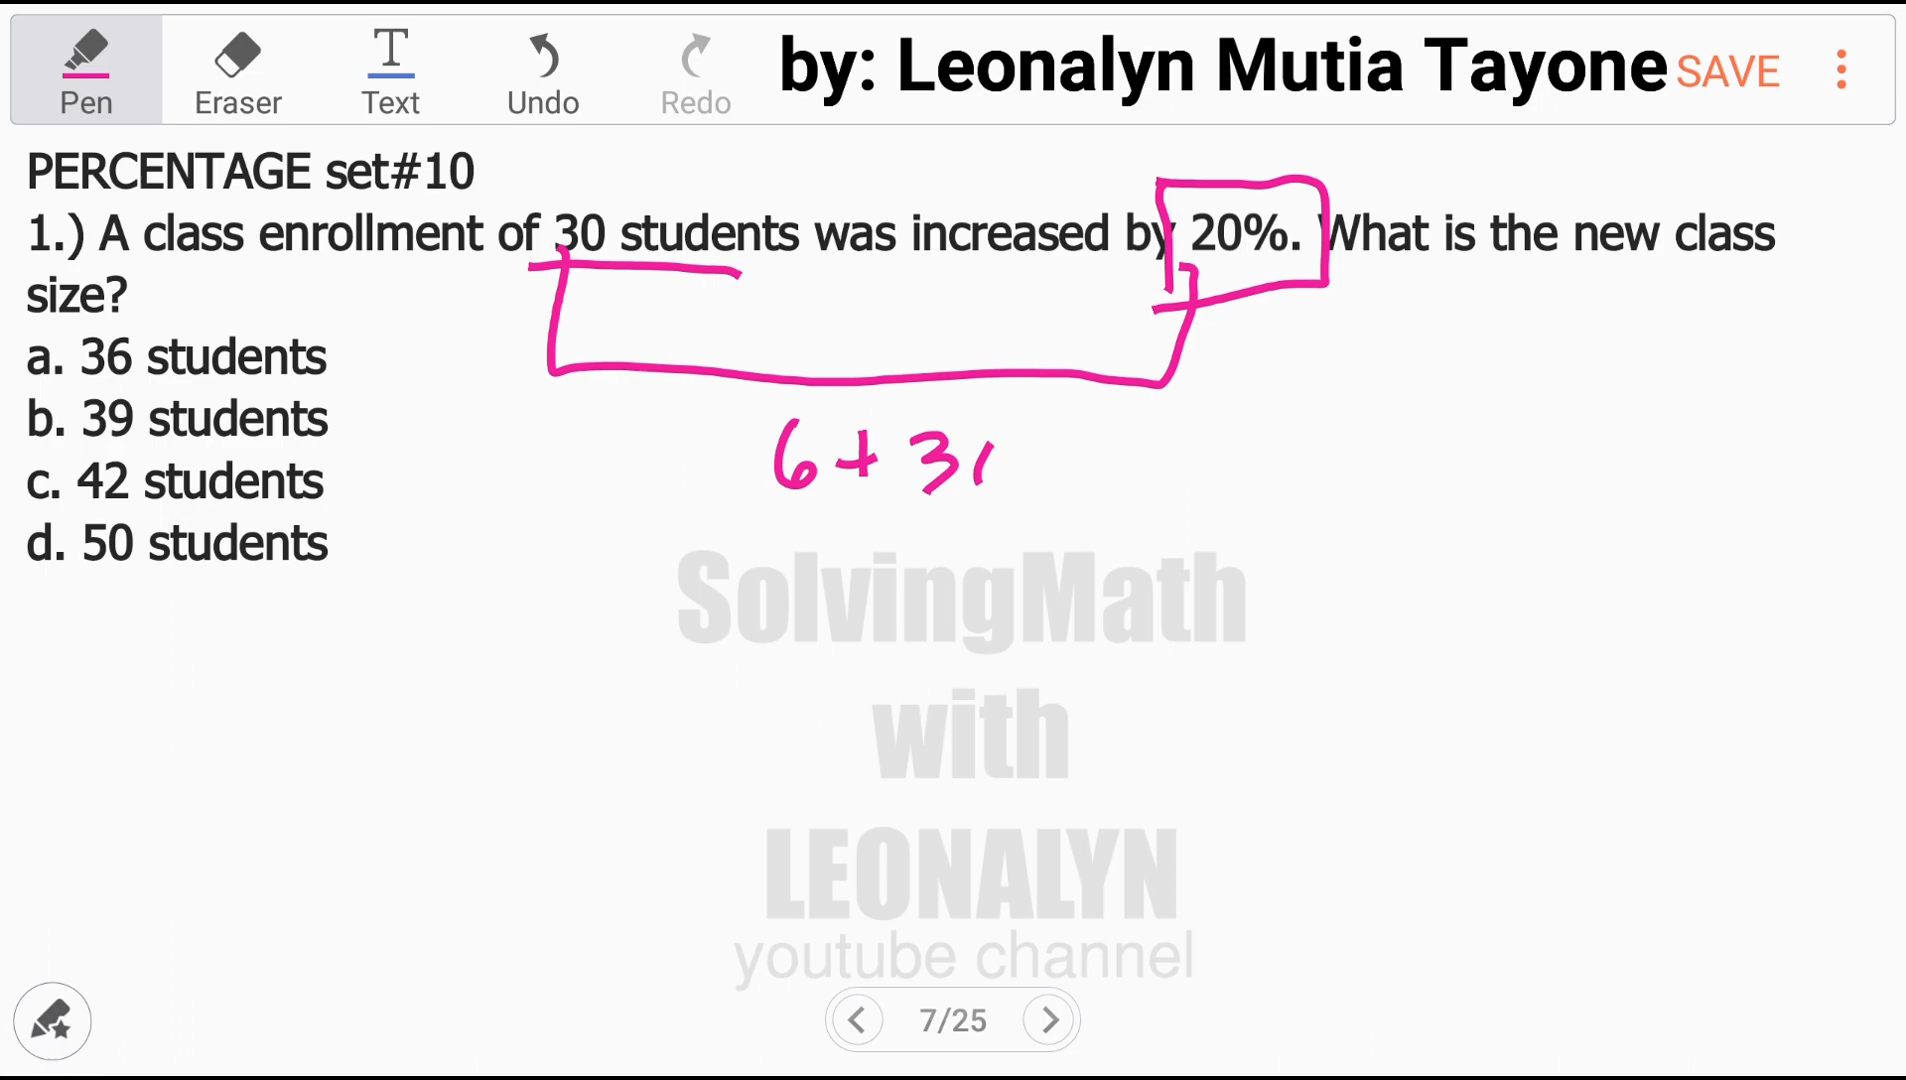 Pen
Eraser
Text
Undo
Redo
by: Leonalyn Mutia Tayone
SAVE
PERCENTAGE set#10
1.) A class enrollment of 30 students was increased by 20%. What is the new class
size?
a. 36 students
b. 39 students
c. 42 students
d. 50 students
6 + 3
SolvingMath
with
LEONALYN
youtube channel
7/25